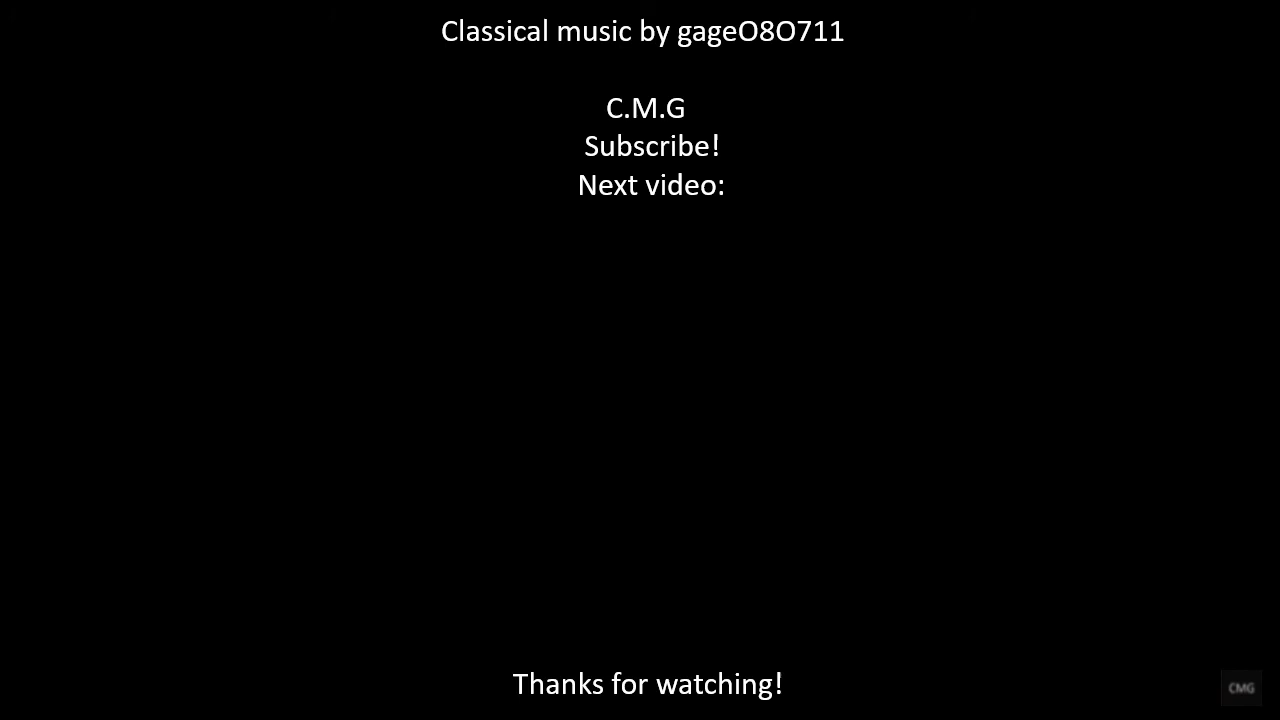 Classical music by gageO8O711
C.M.G
Subscribe!
Next video:
Thanks for watching!
CMG